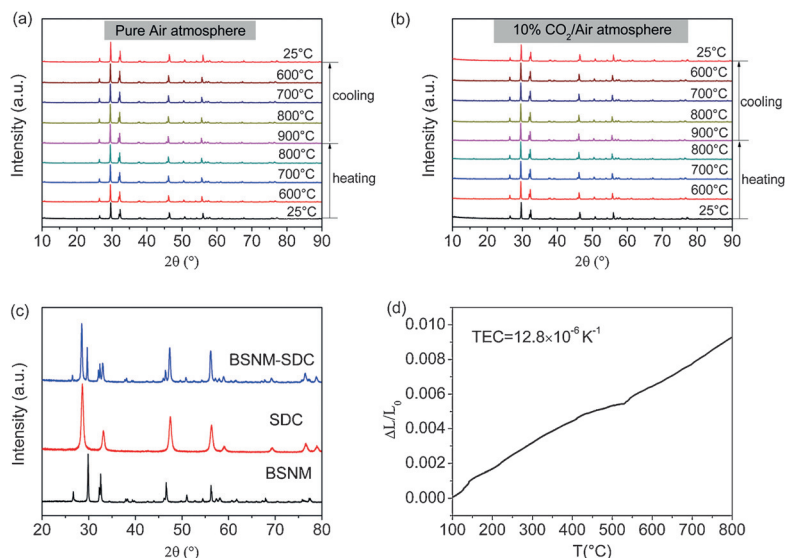 (a)
Pure Air atmosphere
Intensity (a.u.)
25°C
600°C
700°C
800°C
900°C
800°C
700°C
600°C
25°C
cooling
heating
10 20 30 40 50 60 70 80 90
2θ (°)
(b)
10% CO2/Air atmosphere
Intensity (a.u.)
25°C
600°C
700°C
800°C
900°C
800°C
700°C
600°C
25°C
cooling
heating
10 20 30 40 50 60 70 80 90
2θ (°)
(c)
Intensity (a.u.)
BSNM-SDC
SDC
BSNM
20 30 40 50 60 70 80
2θ (°)
(d)
TEC=12.8×10⁻⁶ K⁻¹
ΔL/L0
0.010
0.008
0.006
0.004
0.002
0.000
100 200 300 400 500 600 700 800
T(°C)